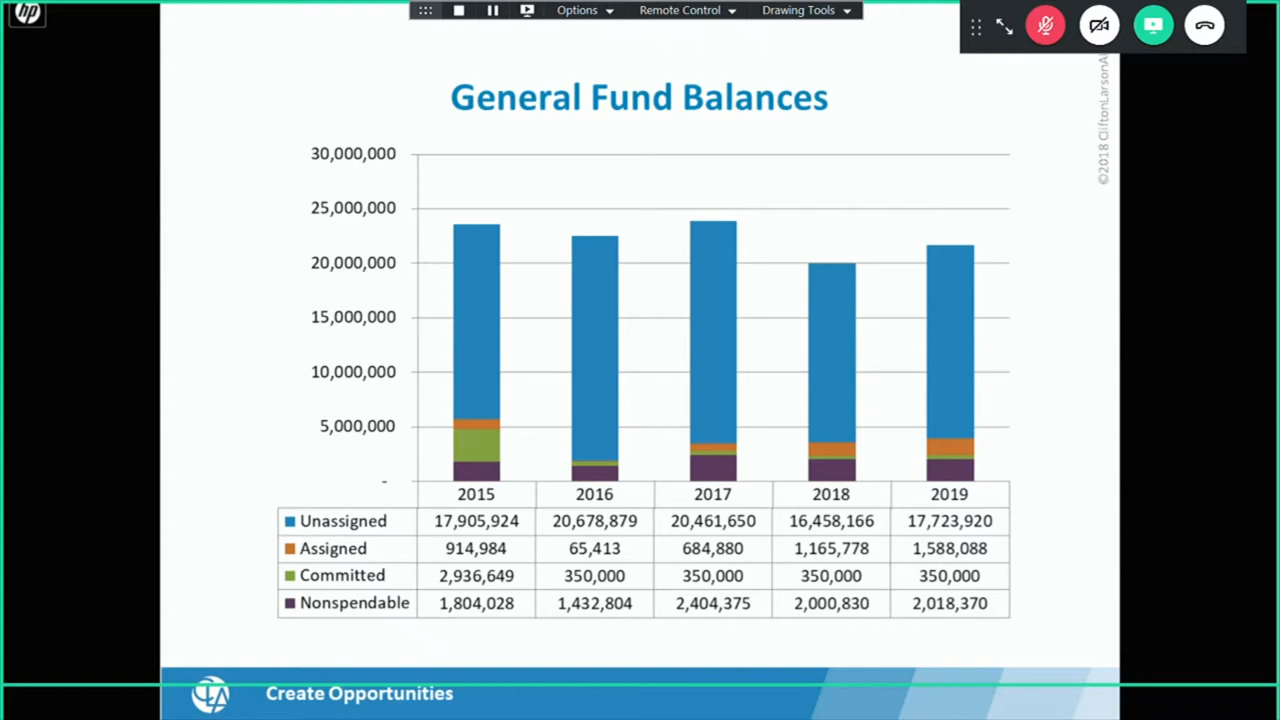 hp
Options Remote Control Drawing Tools
General Fund Balances
©2018 CliftonLarsonAl
30,000,000
25,000,000
20,000,000
15,000,000
10,000,000
5,000,000
-
2015 2016 2017 2018 2019
Unassigned 17,905,924 20,678,879 20,461,650 16,458,166 17,723,920
Assigned 914,984 65,413 684,880 1,165,778 1,588,088
Committed 2,936,649 350,000 350,000 350,000 350,000
Nonspendable 1,804,028 1,432,804 2,404,375 2,000,830 2,018,370
CLA Create Opportunities